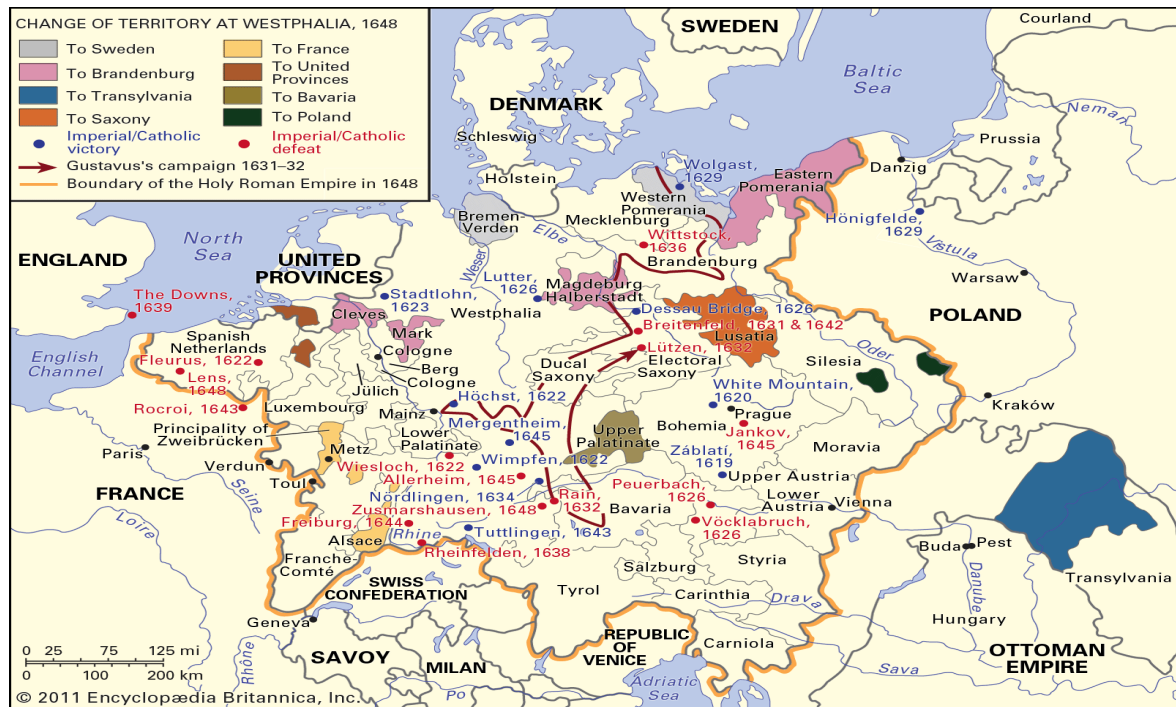 CHANGE OF TERRITORY AT WESTPHALIA, 1648
To Sweden
To France
To Brandenburg
To United
Provinces
To Transylvania
To Bavaria
To Saxony
To Poland
Imperial/Catholic
victory
Imperial/Catholic
defeat
Gustavus's campaign 1631–32
Boundary of the Holy Roman Empire in 1648
SWEDEN
Courland
Baltic
Sea
DENMARK
Neman
Schleswig
Prussia
Holstein
Wolgast,
1629
Danzig
Eastern
Pomerania
Western
Pomerania
Bremen-
Verden
Mecklenburg
Hönigfelde,
1629
North
Sea
Elbe
Wittstock,
1636
Vistula
ENGLAND
UNITED
PROVINCES
Weser
Brandenburg
Warsaw
The Downs,
1639
Stadtlohn,
1623
Lutter,
1626
Magdeburg
Halberstadt
Cleves
Westphalia
Dessau Bridge, 1626
POLAND
Mark
Breitenfeld, 1631 & 1642
Lusatia
Spanish
Netherlands
Cologne
Lützen, 1632
Oder
English
Channel
Fleurus, 1622
Berg
Cologne
Ducal
Saxony
Electoral
Saxony
Silesia
Lens,
1648
Jülich
White Mountain,
1620
Rocroi, 1643
Luxembourg
Mainz
Höchst, 1622
Prague
Kraków
Principality of
Zweibrücken
Mergentheim,
1645
Upper
Palatinate
Bohemia
Jankov,
1645
Lower
Palatinate
Moravia
Paris
Metz
Verdun
Wiesloch, 1622
Wimpfen, 1622
Záblatí,
1619
Toul
Allerheim, 1645
Upper Austria
FRANCE
Seine
Nördlingen, 1634
Rain,
1632
Peuerbach,
1626
Lower
Austria
Vienna
Zusmarshausen, 1648
Bavaria
Loire
Freiburg, 1644
Tuttlingen, 1643
Vöcklabruch,
1626
Alsace
Rhine
Rheinfelden, 1638
Buda
Pest
Franche-
Comté
Salzburg
Styria
Transylvania
SWISS
CONFEDERATION
Tyrol
Carinthia
Drava
Danube
Hungary
Geneva
REPUBLIC
OF
VENICE
Carniola
OTTOMAN
EMPIRE
SAVOY
MILAN
Sava
0 75 125 mi
0 100 200 km
Rhône
Po
Adriatic
Sea
© 2011 Encyclopædia Britannica, Inc.